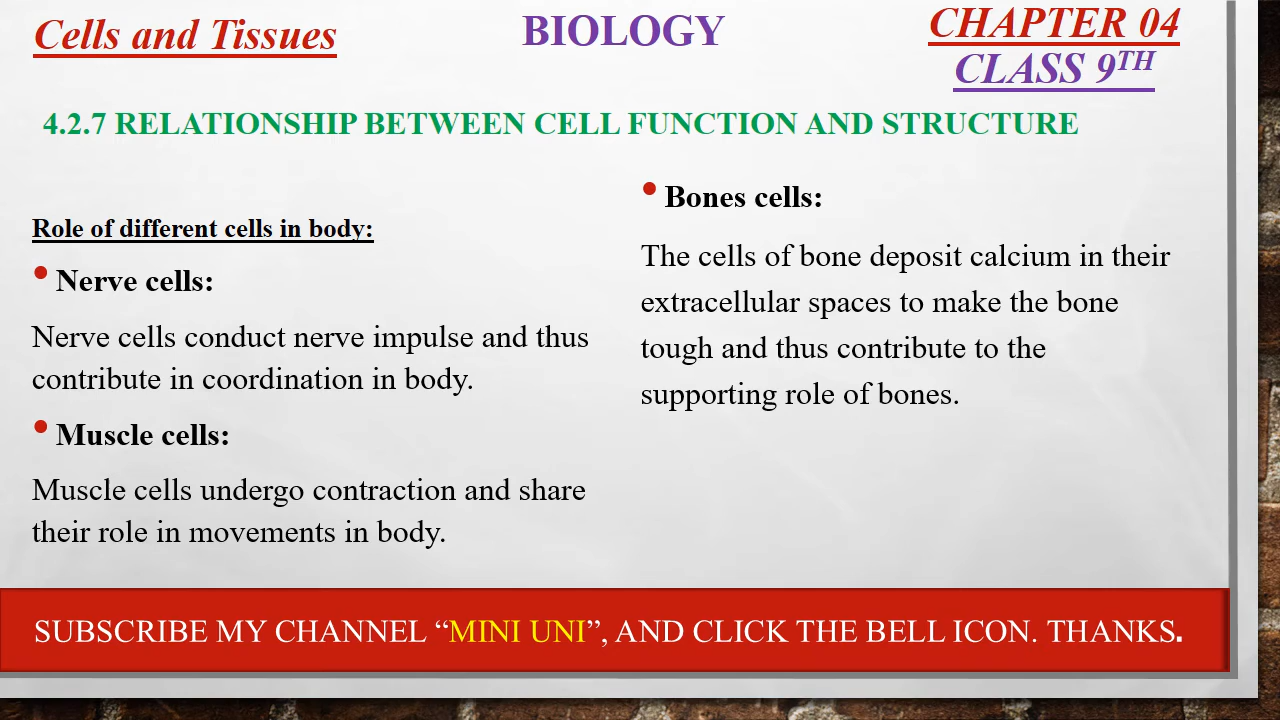 Cells and Tissues
BIOLOGY
CHAPTER 04
CLASS 9TH
4.2.7 RELATIONSHIP BETWEEN CELL FUNCTION AND STRUCTURE
Role of different cells in body:
• Nerve cells:
Nerve cells conduct nerve impulse and thus
contribute in coordination in body.
• Muscle cells:
Muscle cells undergo contraction and share
their role in movements in body.
• Bones cells:
The cells of bone deposit calcium in their
extracellular spaces to make the bone
tough and thus contribute to the
supporting role of bones.
SUBSCRIBE MY CHANNEL “MINI UNI”, AND CLICK THE BELL ICON. THANKS.